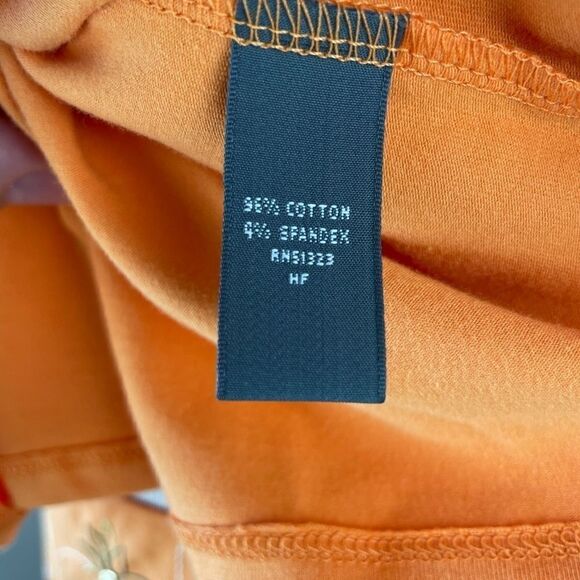 96% COTTON
4% SPANDEX
RN51323
HF